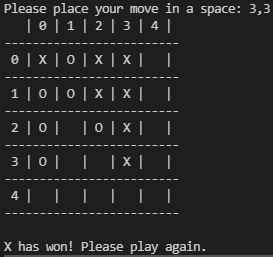 Please place your move in a space: 3,3
| 0 | 1 | 2 | 3 | 4 |
-------------------------
0 | X | O | X | X |   |
-------------------------
1 | O | O | X | X |   |
-------------------------
2 | O |   | O | X |   |
-------------------------
3 | O |   |   | X |   |
-------------------------
4 |   |   |   |   |   |
-------------------------
X has won! Please play again.